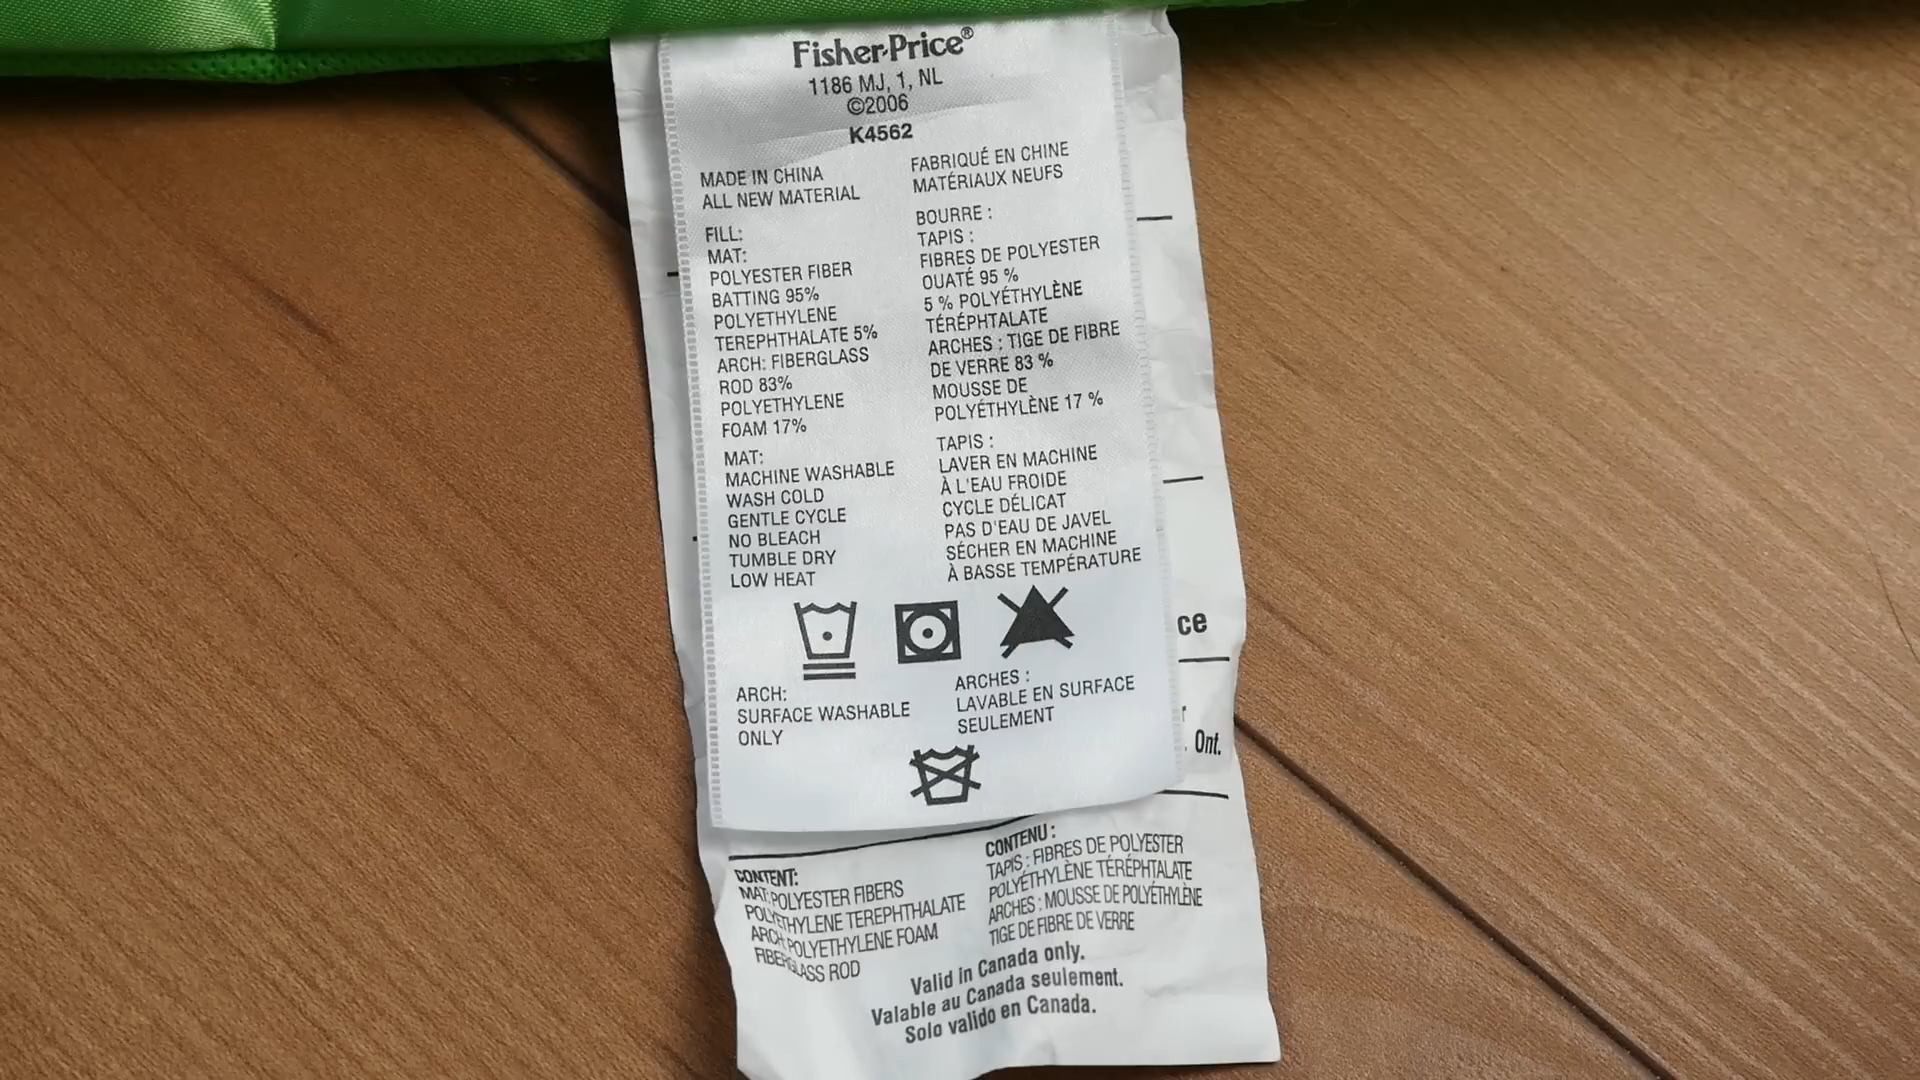 Fisher-Price®
1186 MJ, 1, NL
©2006
K4562
MADE IN CHINA
ALL NEW MATERIAL
FILL:
MAT:
POLYESTER FIBER
BATTING 95%
POLYETHYLENE
TEREPHTHALATE 5%
ARCH: FIBERGLASS
ROD 83%
POLYETHYLENE
FOAM 17%
MAT:
MACHINE WASHABLE
WASH COLD
GENTLE CYCLE
NO BLEACH
TUMBLE DRY
LOW HEAT
FABRIQUÉ EN CHINE
MATÉRIAUX NEUFS
BOURRE :
TAPIS :
FIBRES DE POLYESTER
OUATÉ 95 %
5 % POLYÉTHYLÈNE
TÉRÉPHTALATE
ARCHES : TIGE DE FIBRE
DE VERRE 83 %
MOUSSE DE
POLYÉTHYLÈNE 17 %
TAPIS :
LAVER EN MACHINE
À L'EAU FROIDE
CYCLE DÉLICAT
PAS D'EAU DE JAVEL
SÉCHER EN MACHINE
À BASSE TEMPÉRATURE
ARCH:
SURFACE WASHABLE
ONLY
ARCHES :
LAVABLE EN SURFACE
SEULEMENT
ce
Ont.
CONTENT:
MAT: POLYESTER FIBERS
POLYETHYLENE TEREPHTHALATE
ARCH: POLYETHYLENE FOAM
FIBERGLASS ROD
CONTENU :
TAPIS : FIBRES DE POLYESTER
POLYÉTHYLÈNE TÉRÉPHTALATE
ARCHES : MOUSSE DE POLYÉTHYLÈNE
TIGE DE FIBRE DE VERRE
Valid in Canada only.
Valable au Canada seulement.
Solo valido en Canada.